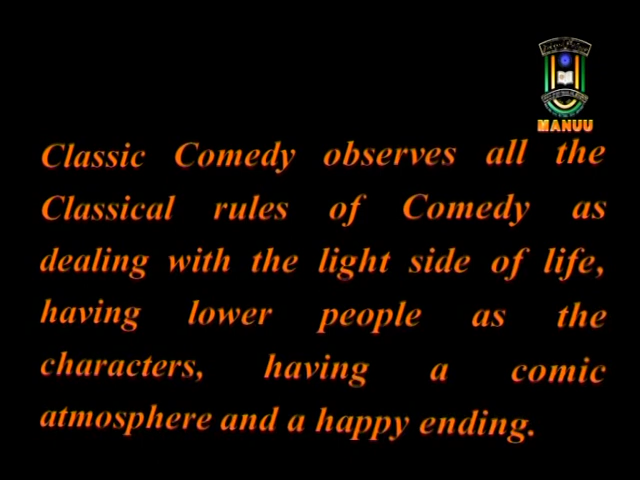 MANUU
Classic Comedy observes all the
Classical rules of Comedy as
dealing with the light side of life,
having lower people as the
characters, having a comic
atmosphere and a happy ending.